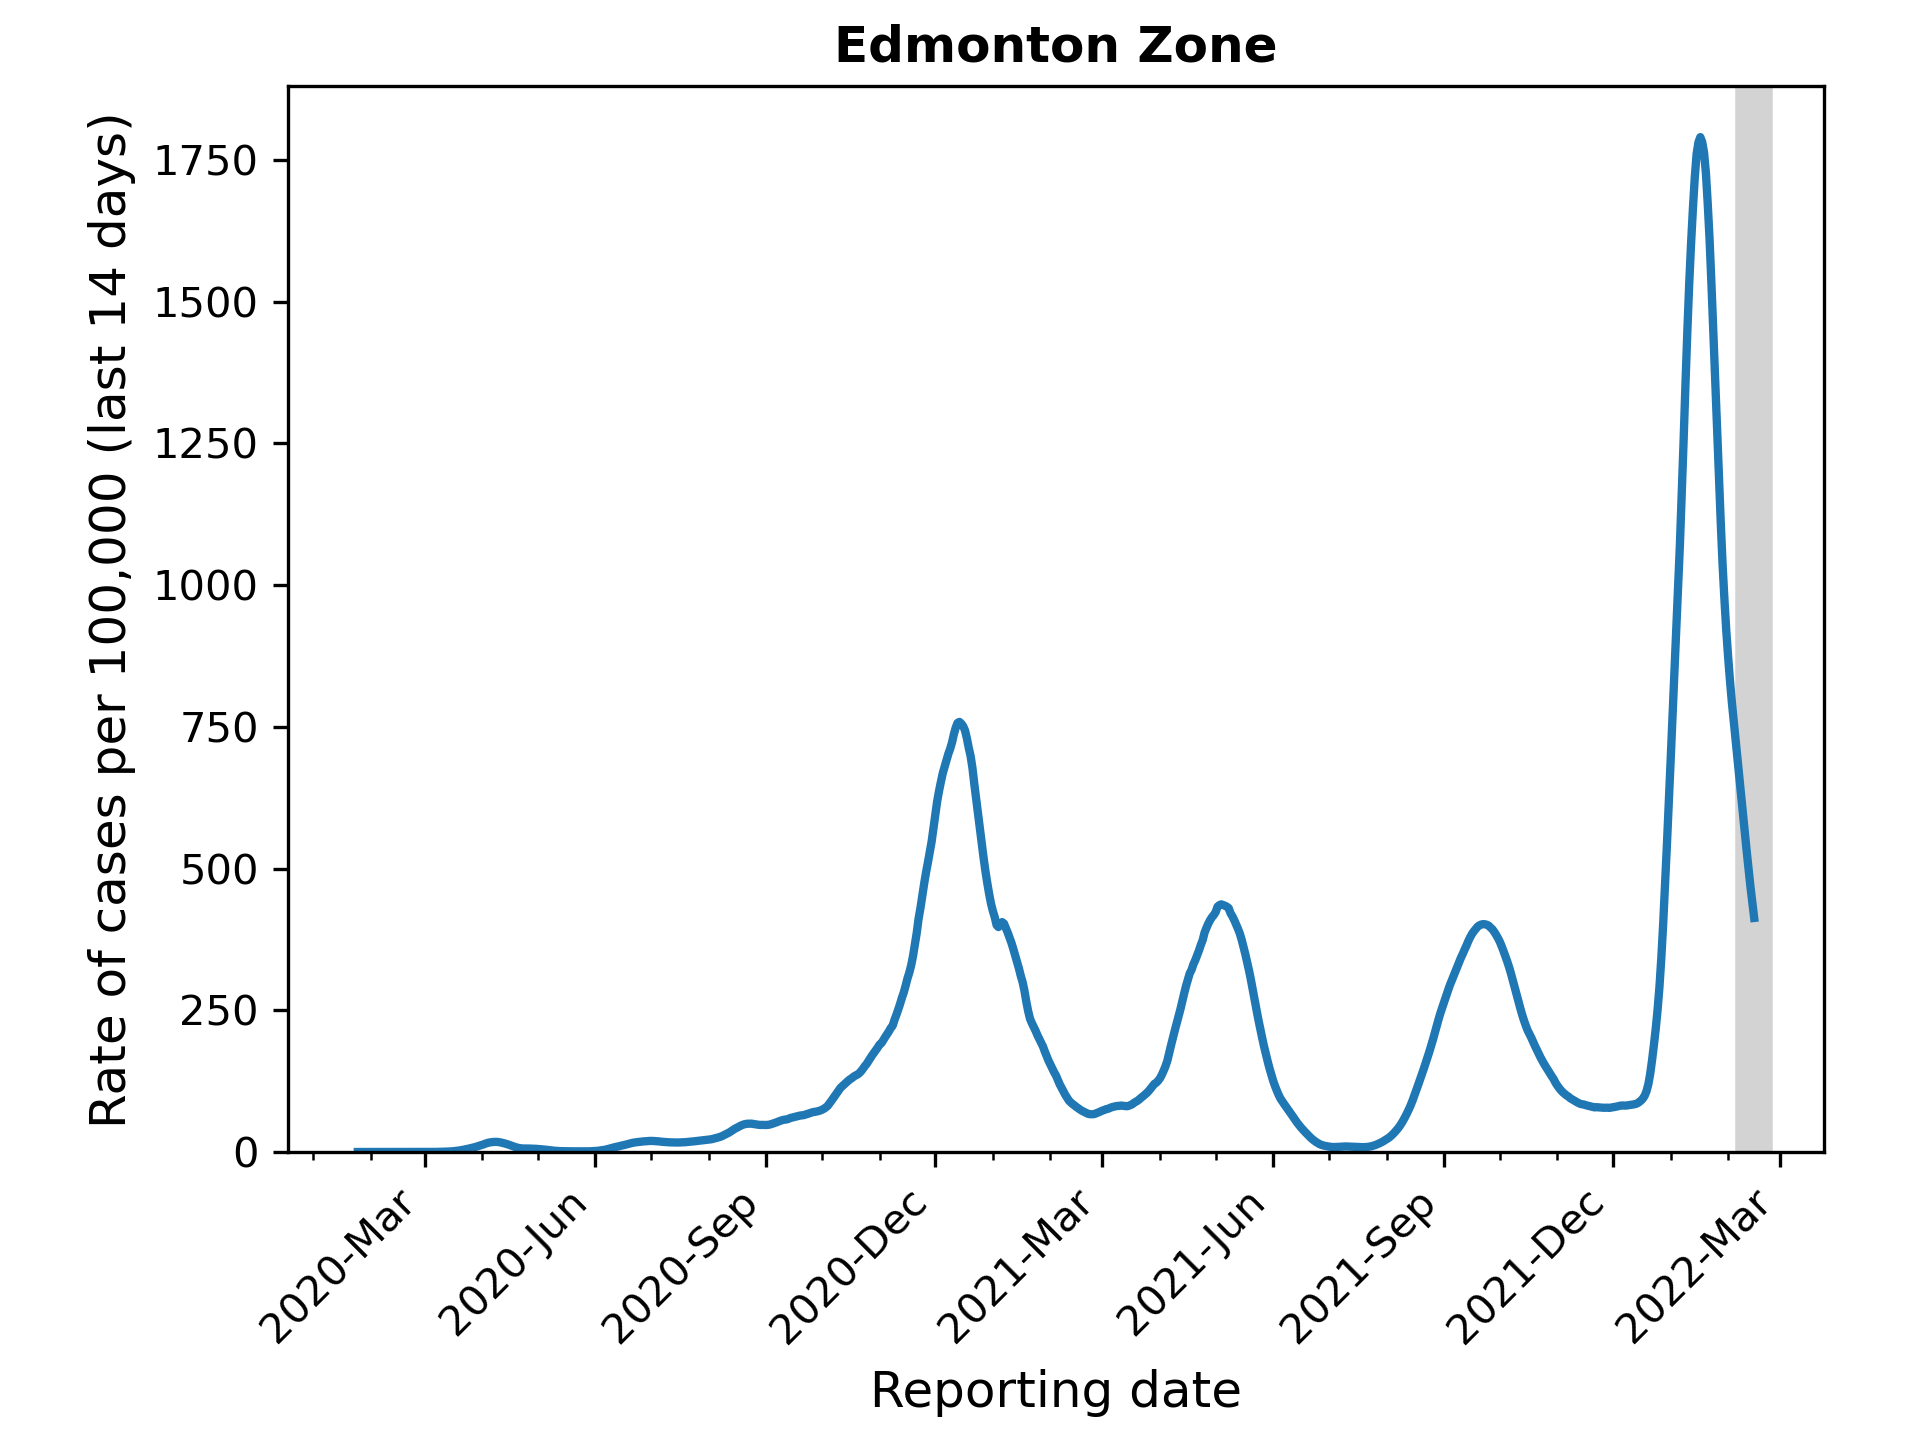 Edmonton Zone
Rate of cases per 100,000 (last 14 days)
1750
1500
1250
1000
750
500
250
0
2020-Mar
2020-Jun
2020-Sep
2020-Dec
2021-Mar
2021-Jun
2021-Sep
2021-Dec
2022-Mar
Reporting date